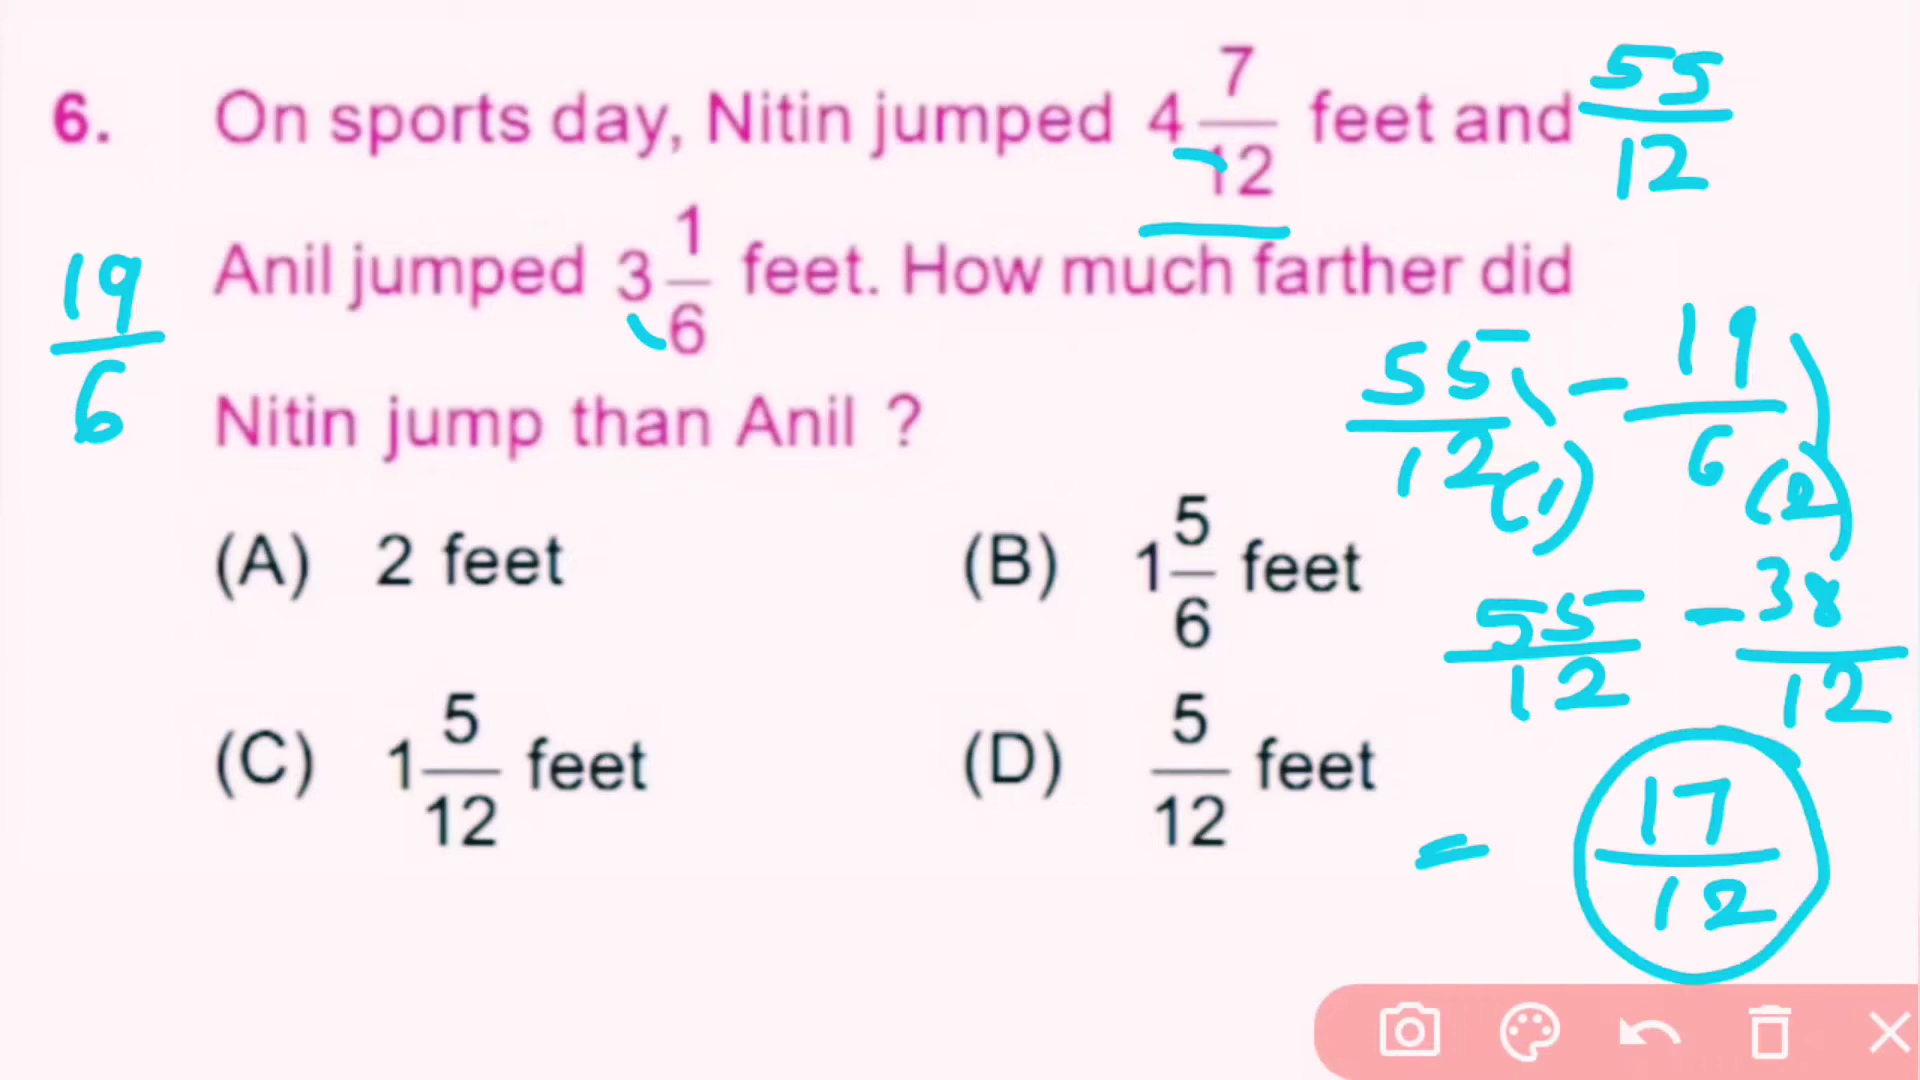 6. On sports day, Nitin jumped 4 7/12 feet and 55/12
19/6 Anil jumped 3 1/6 feet. How much farther did
Nitin jump than Anil ?
55/12 (1) - 19/6 (2)
(A) 2 feet (B) 1 5/6 feet
55/12 - 38/12
(C) 1 5/12 feet (D) 5/12 feet
= 17/12